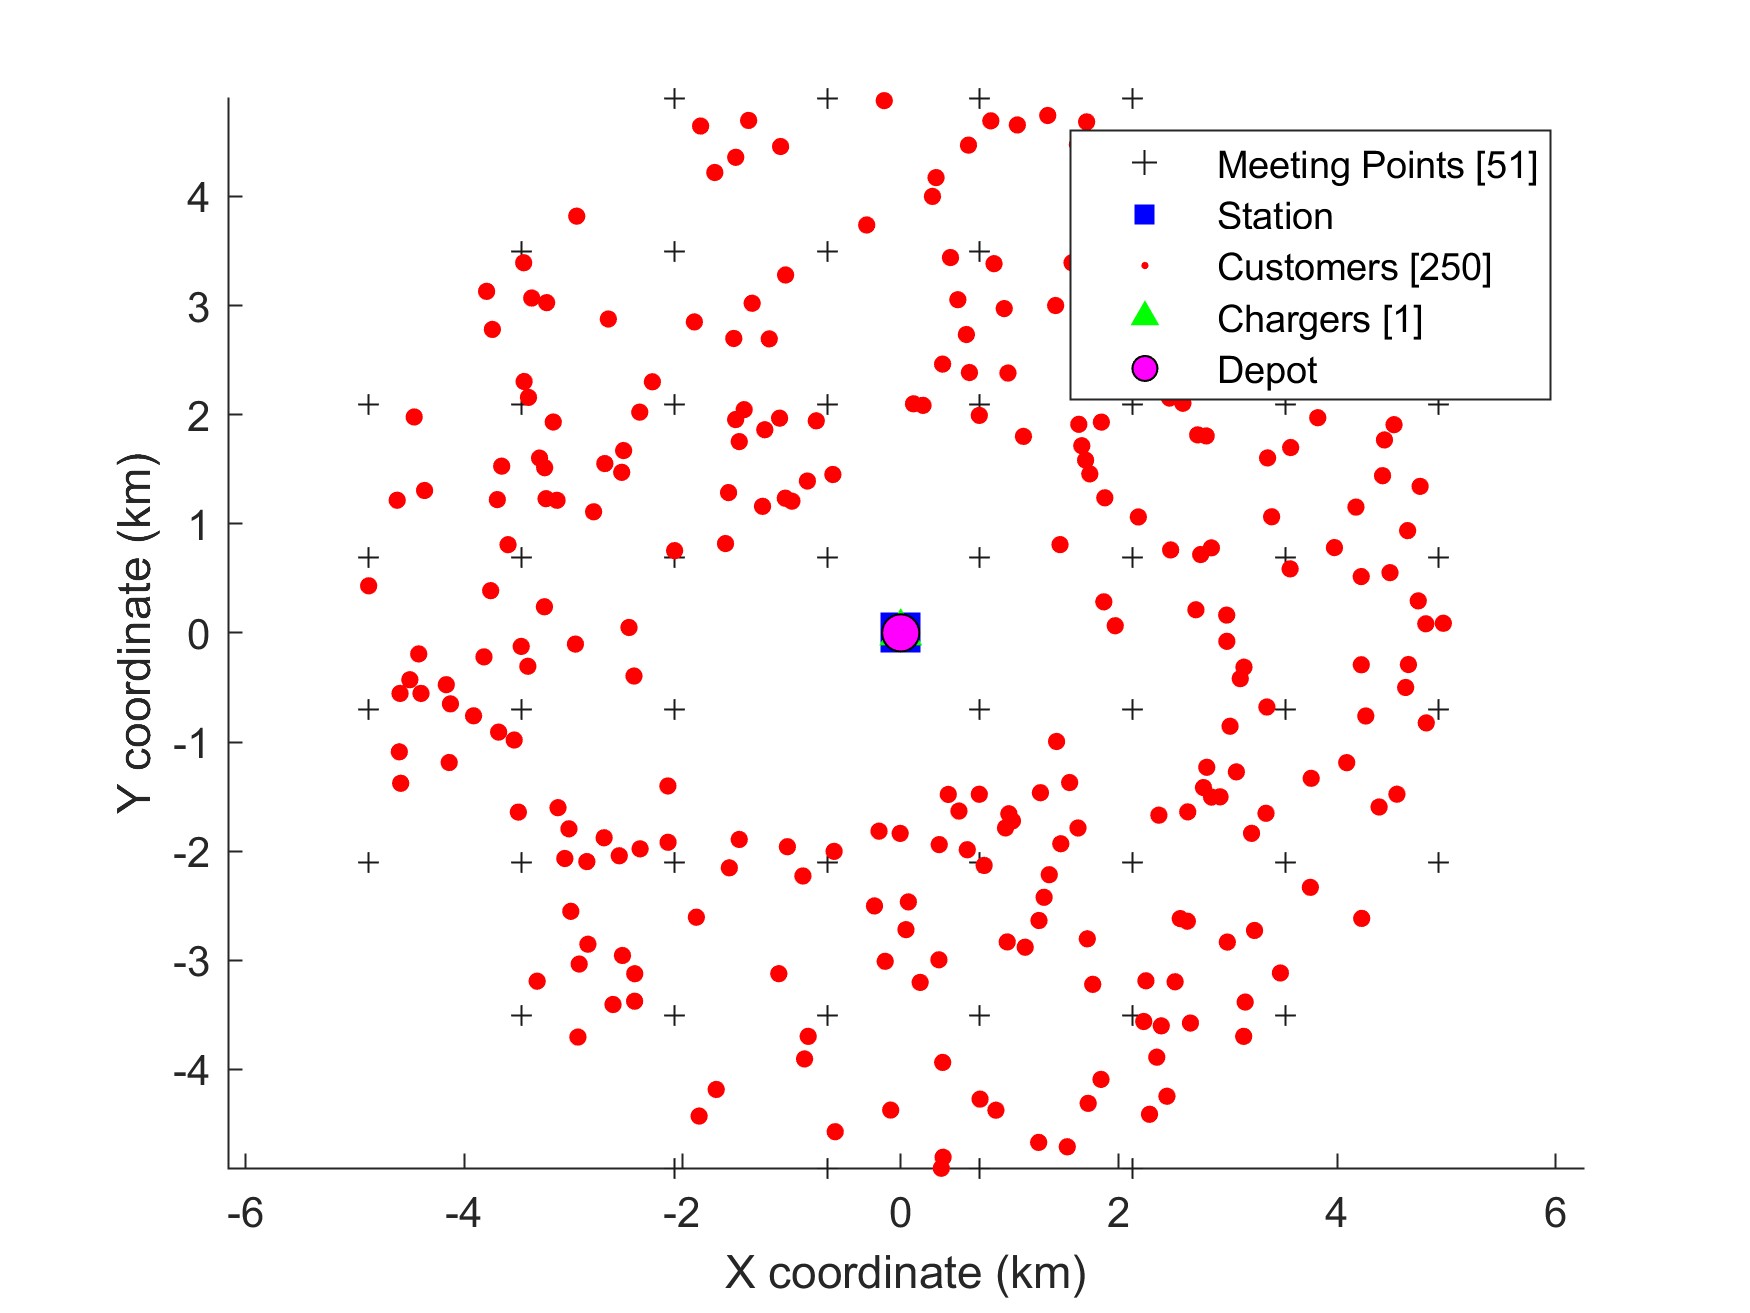 Meeting Points [51]
Station
Customers [250]
Chargers [1]
Depot
4
3
2
1
0
-1
-2
-3
-4
Y coordinate (km)
-6
-4
-2
0
2
4
6
X coordinate (km)